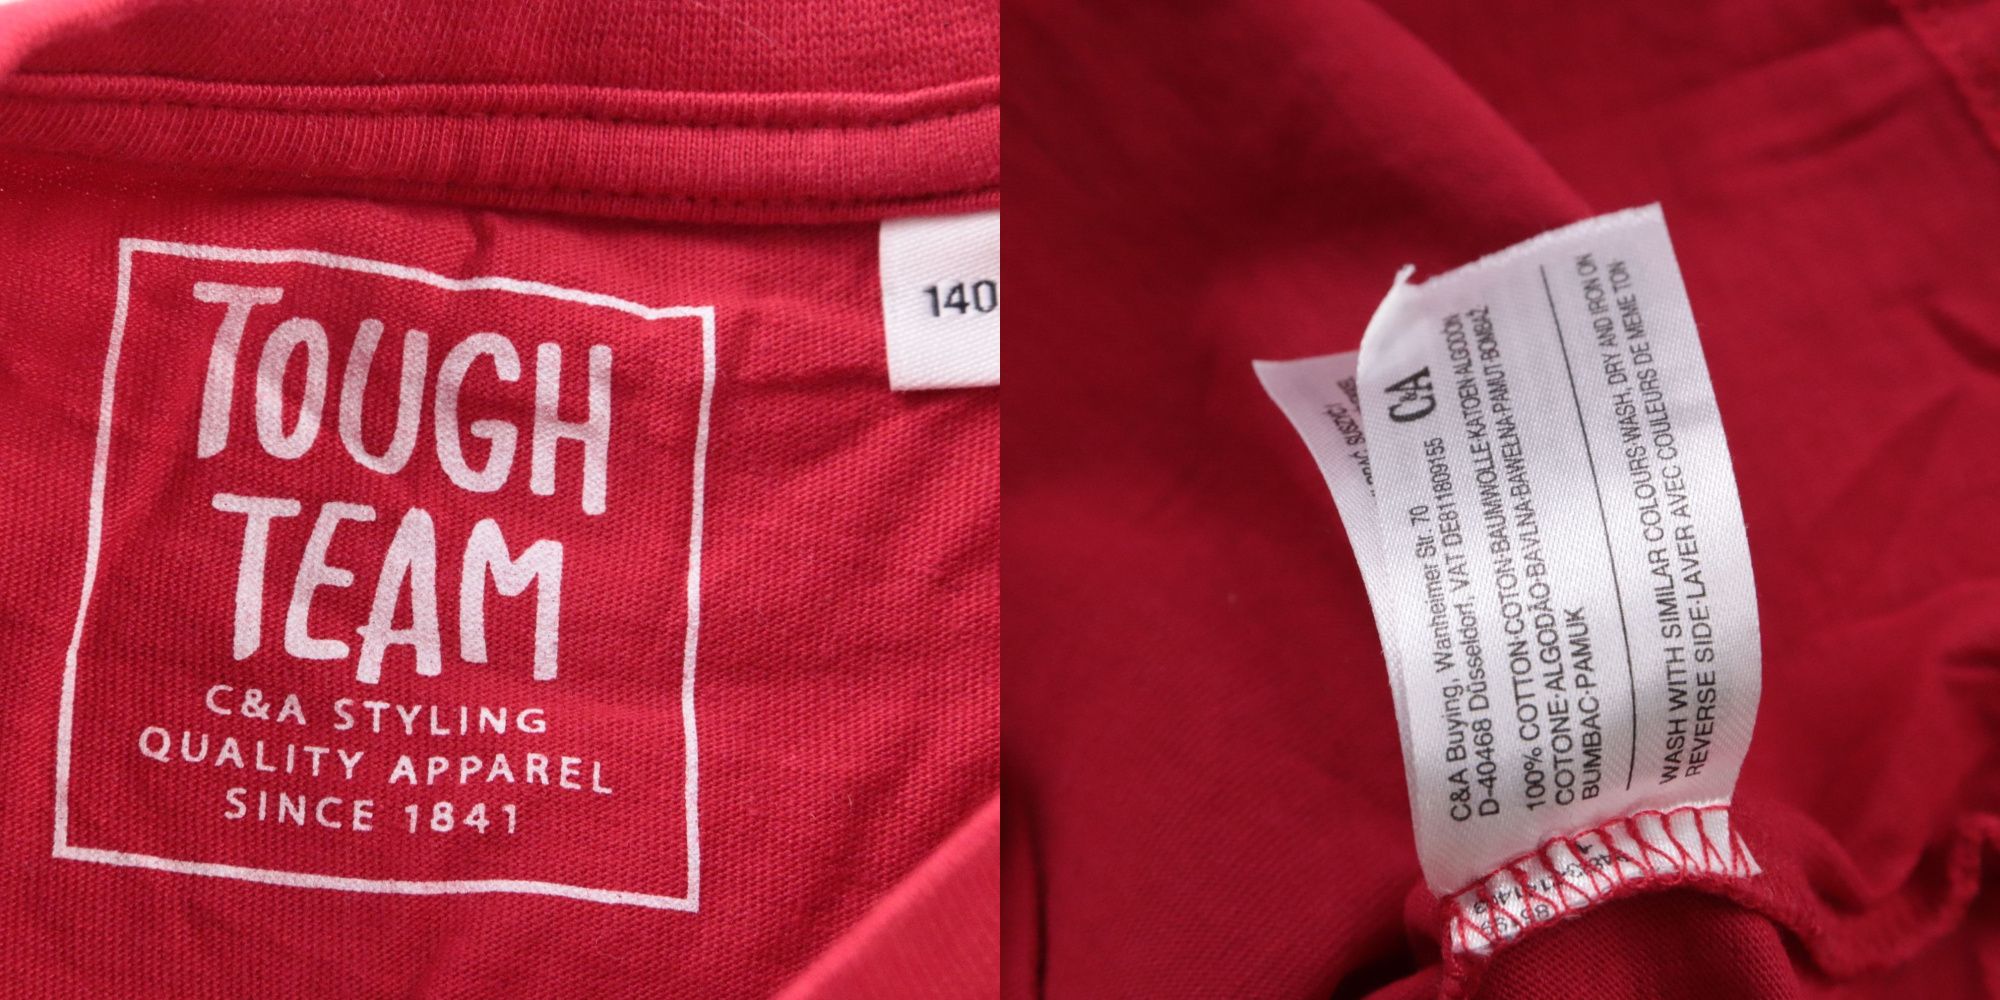 TOUGH
TEAM
C&A STYLING
QUALITY APPAREL
SINCE 1841
140
C&A
C&A Buying, Wanheimer Str. 70
D-40468 Düsseldorf, VAT DE811809155
100% COTTON·COTON·BAUMWOLLE·KATOEN·ALGODÓN
COTONE·ALGODÃO·BAVLNA·BAWEŁNA·PAMUT·BOMBAŽ
BUMBAC·PAMUK
WASH WITH SIMILAR COLOURS·WASH, DRY AND IRON ON
REVERSE SIDE·LAVER AVEC COULEURS DE MEME TON